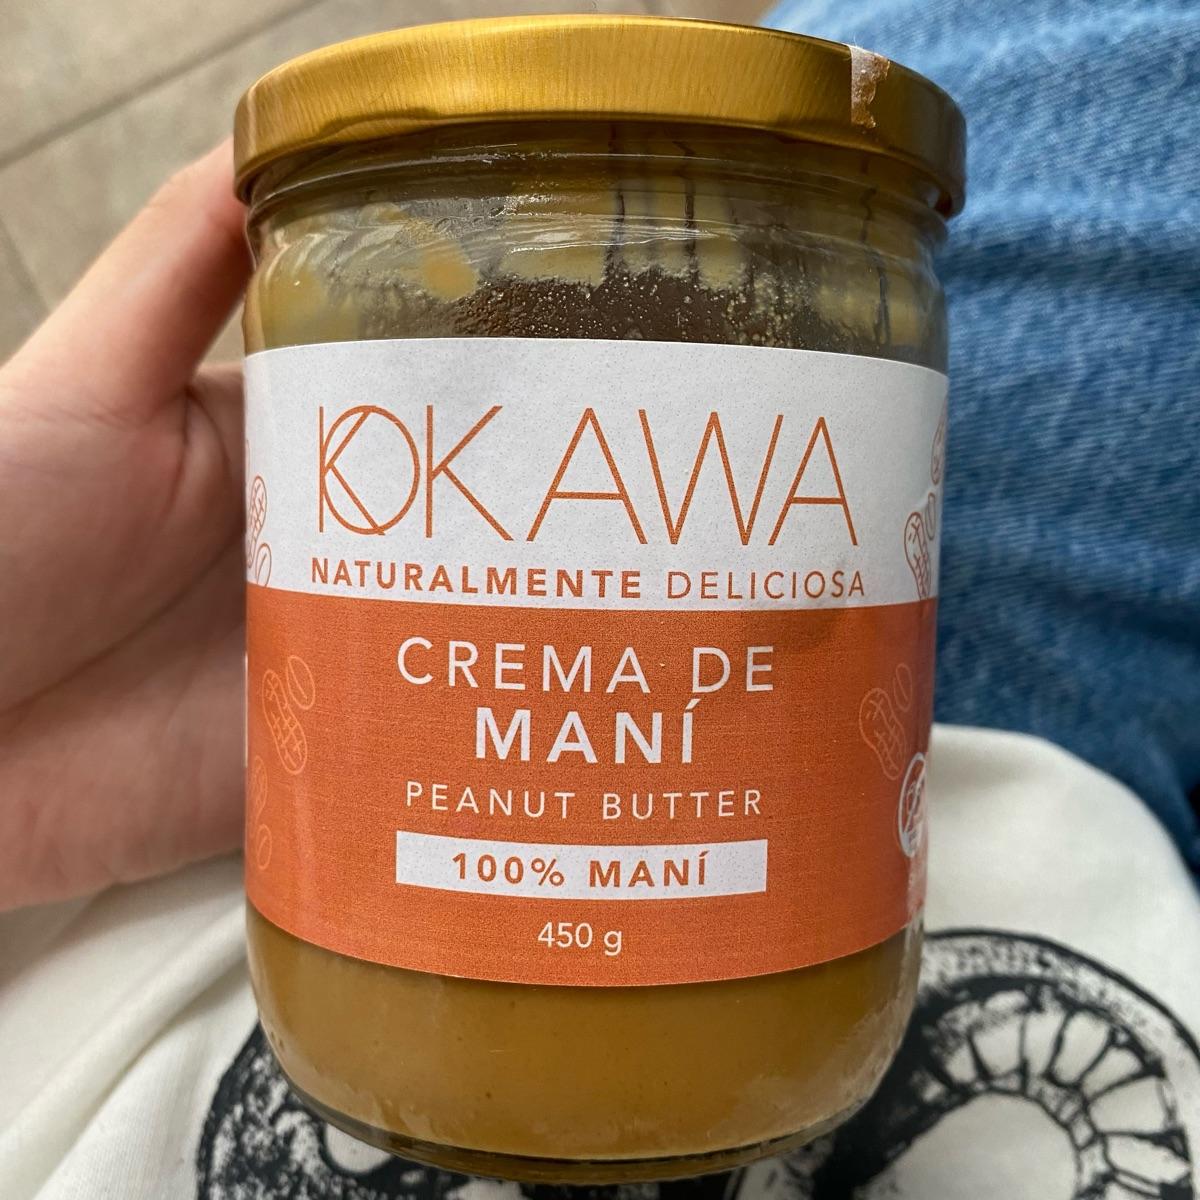 KOKAWA
NATURALMENTE DELICIOSA
CREMA DE
MANÍ
PEANUT BUTTER
100% MANÍ
450 g